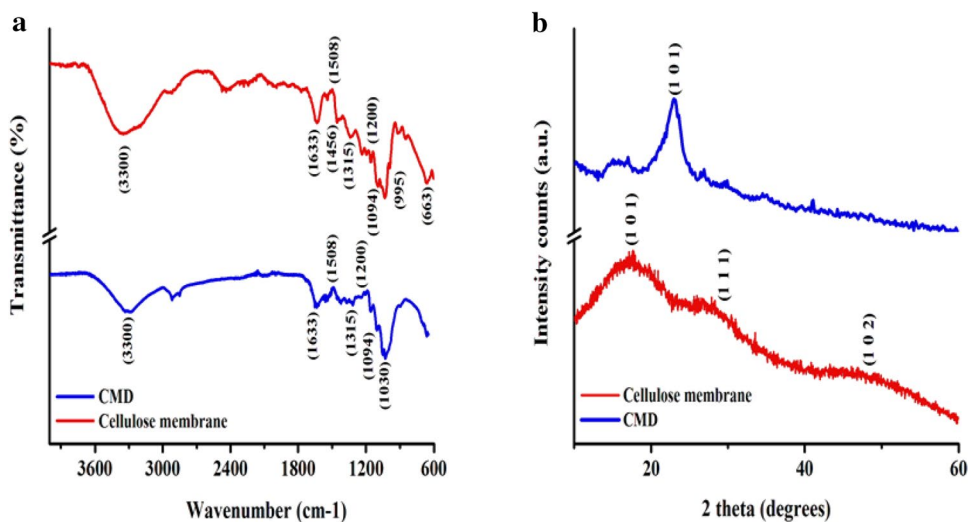 a
Transmittance (%)
(3300)
(1633)
(1508)
(1456)
(1315)
(1200)
(1094)
(995)
(663)
(3300)
(1633)
(1508)
(1315)
(1200)
(1094)
(1030)
CMD
Cellulose membrane
3600 3000 2400 1800 1200 600
Wavenumber (cm-1)
b
Intensity counts (a.u.)
(1 0 1)
(1 0 1)
(1 1 1)
(1 0 2)
Cellulose membrane
CMD
20 40 60
2 theta (degrees)